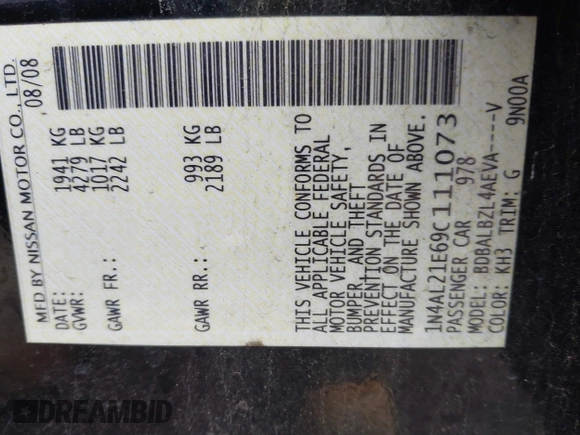 MFD BY NISSAN MOTOR CO., LTD.
DATE: 08/08
GVWR: 1941 KG
4279 LB
GAWR FR.: 1017 KG
2242 LB
GAWR RR.: 993 KG
2189 LB
THIS VEHICLE CONFORMS TO
ALL APPLICABLE FEDERAL
MOTOR VEHICLE SAFETY,
BUMPER, AND THEFT
PREVENTION STANDARDS IN
EFFECT ON THE DATE OF
MANUFACTURE SHOWN ABOVE.
1N4AL21E69C111073
PASSENGER CAR 978
MODEL: BDBALBZL4AEVA----V
COLOR: KH3 TRIM: G 9N00A
DREAMBID